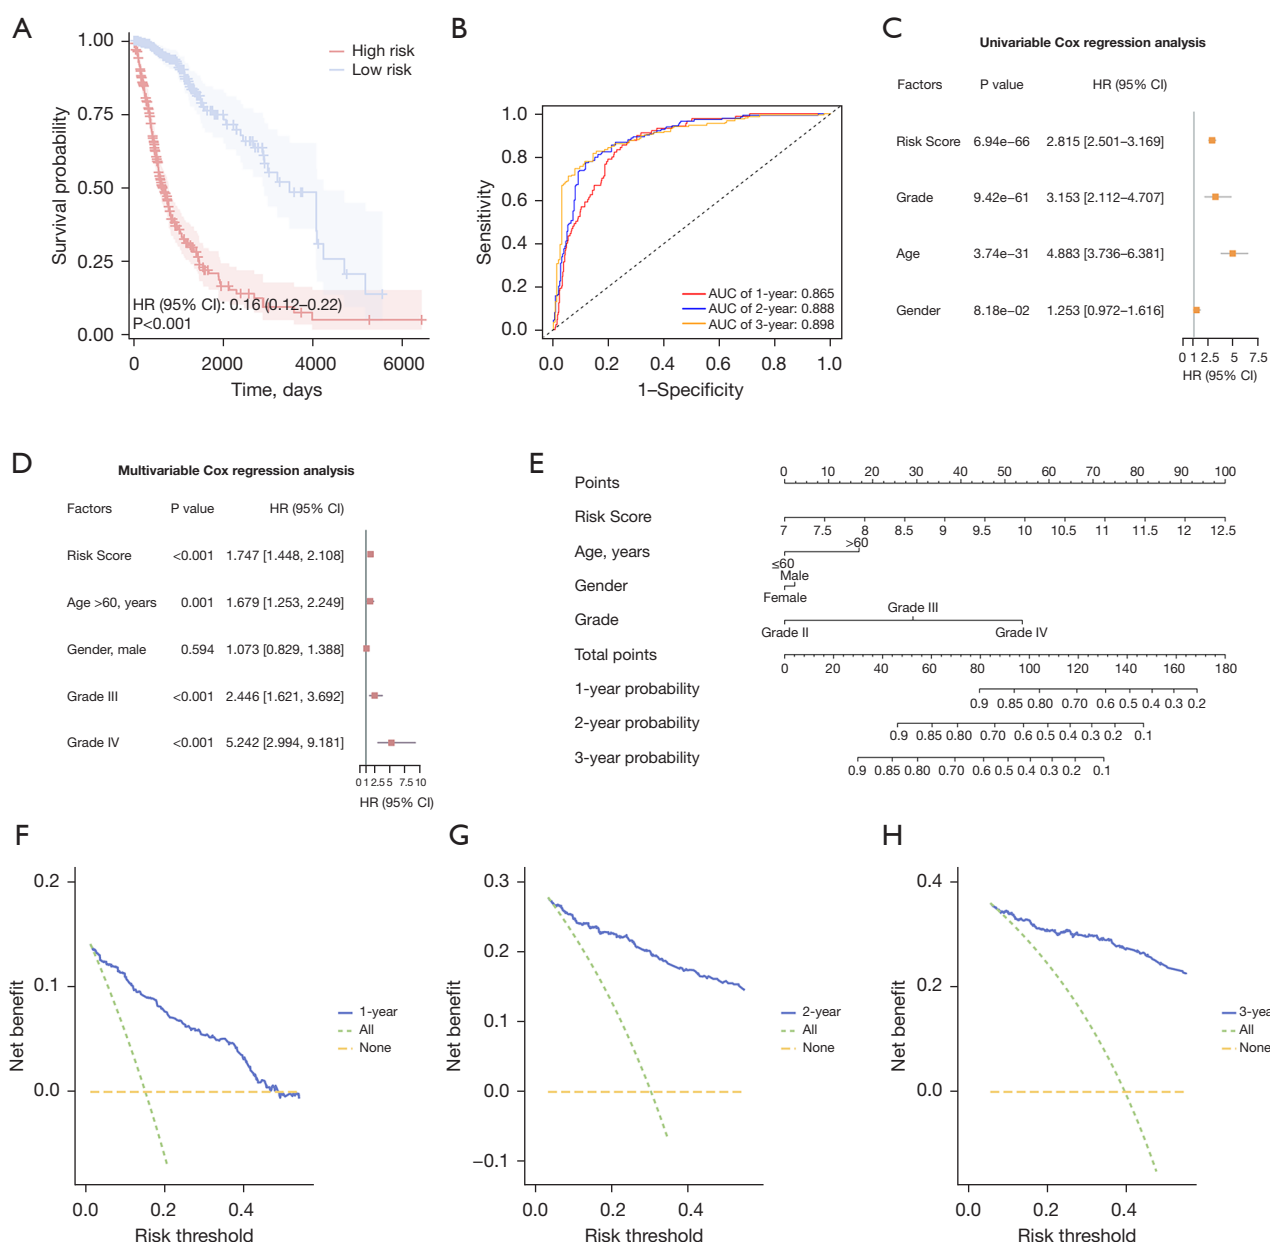 A
1.00
0.75
0.50
0.25
0.00
Survival probability
High risk
Low risk
HR (95% CI): 0.16 (0.12–0.22)
P<0.001
0 2000 4000 6000
Time, days
B
1.0
0.8
0.6
0.4
0.2
0.0
Sensitivity
AUC of 1-year: 0.865
AUC of 2-year: 0.888
AUC of 3-year: 0.898
0.0 0.2 0.4 0.6 0.8 1.0
1–Specificity
C
Univariable Cox regression analysis
Factors P value HR (95% CI)
Risk Score 6.94e–66 2.815 [2.501–3.169]
Grade 9.42e–61 3.153 [2.112–4.707]
Age 3.74e–31 4.883 [3.736–6.381]
Gender 8.18e–02 1.253 [0.972–1.616]
0 1 2.5 5 7.5
HR (95% CI)
D
Multivariable Cox regression analysis
Factors P value HR (95% CI)
Risk Score <0.001 1.747 [1.448, 2.108]
Age >60, years 0.001 1.679 [1.253, 2.249]
Gender, male 0.594 1.073 [0.829, 1.388]
Grade III <0.001 2.446 [1.621, 3.692]
Grade IV <0.001 5.242 [2.994, 9.181]
0 1 2.5 5 7.5 10
HR (95% CI)
E
0 10 20 30 40 50 60 70 80 90 100
Points
Risk Score
7 7.5 8 8.5 9 9.5 10 10.5 11 11.5 12 12.5
>60
Age, years
≤60
Male
Gender
Female
Grade III
Grade
Grade II Grade IV
Total points
0 20 40 60 80 100 120 140 160 180
1-year probability
0.9 0.85 0.80 0.70 0.60 0.5 0.4 0.3 0.2
2-year probability
0.9 0.85 0.80 0.70 0.6 0.5 0.4 0.3 0.2 0.1
3-year probability
0.9 0.85 0.80 0.70 0.6 0.5 0.4 0.3 0.2 0.1
F
0.2
0.1
0.0
Net benefit
1-year
All
None
0.0 0.2 0.4
Risk threshold
G
0.3
0.2
0.1
0.0
–0.1
Net benefit
2-year
All
None
0.0 0.2 0.4
Risk threshold
H
0.4
0.2
0.0
Net benefit
3-yea
All
None
0.0 0.2 0.4
Risk threshold